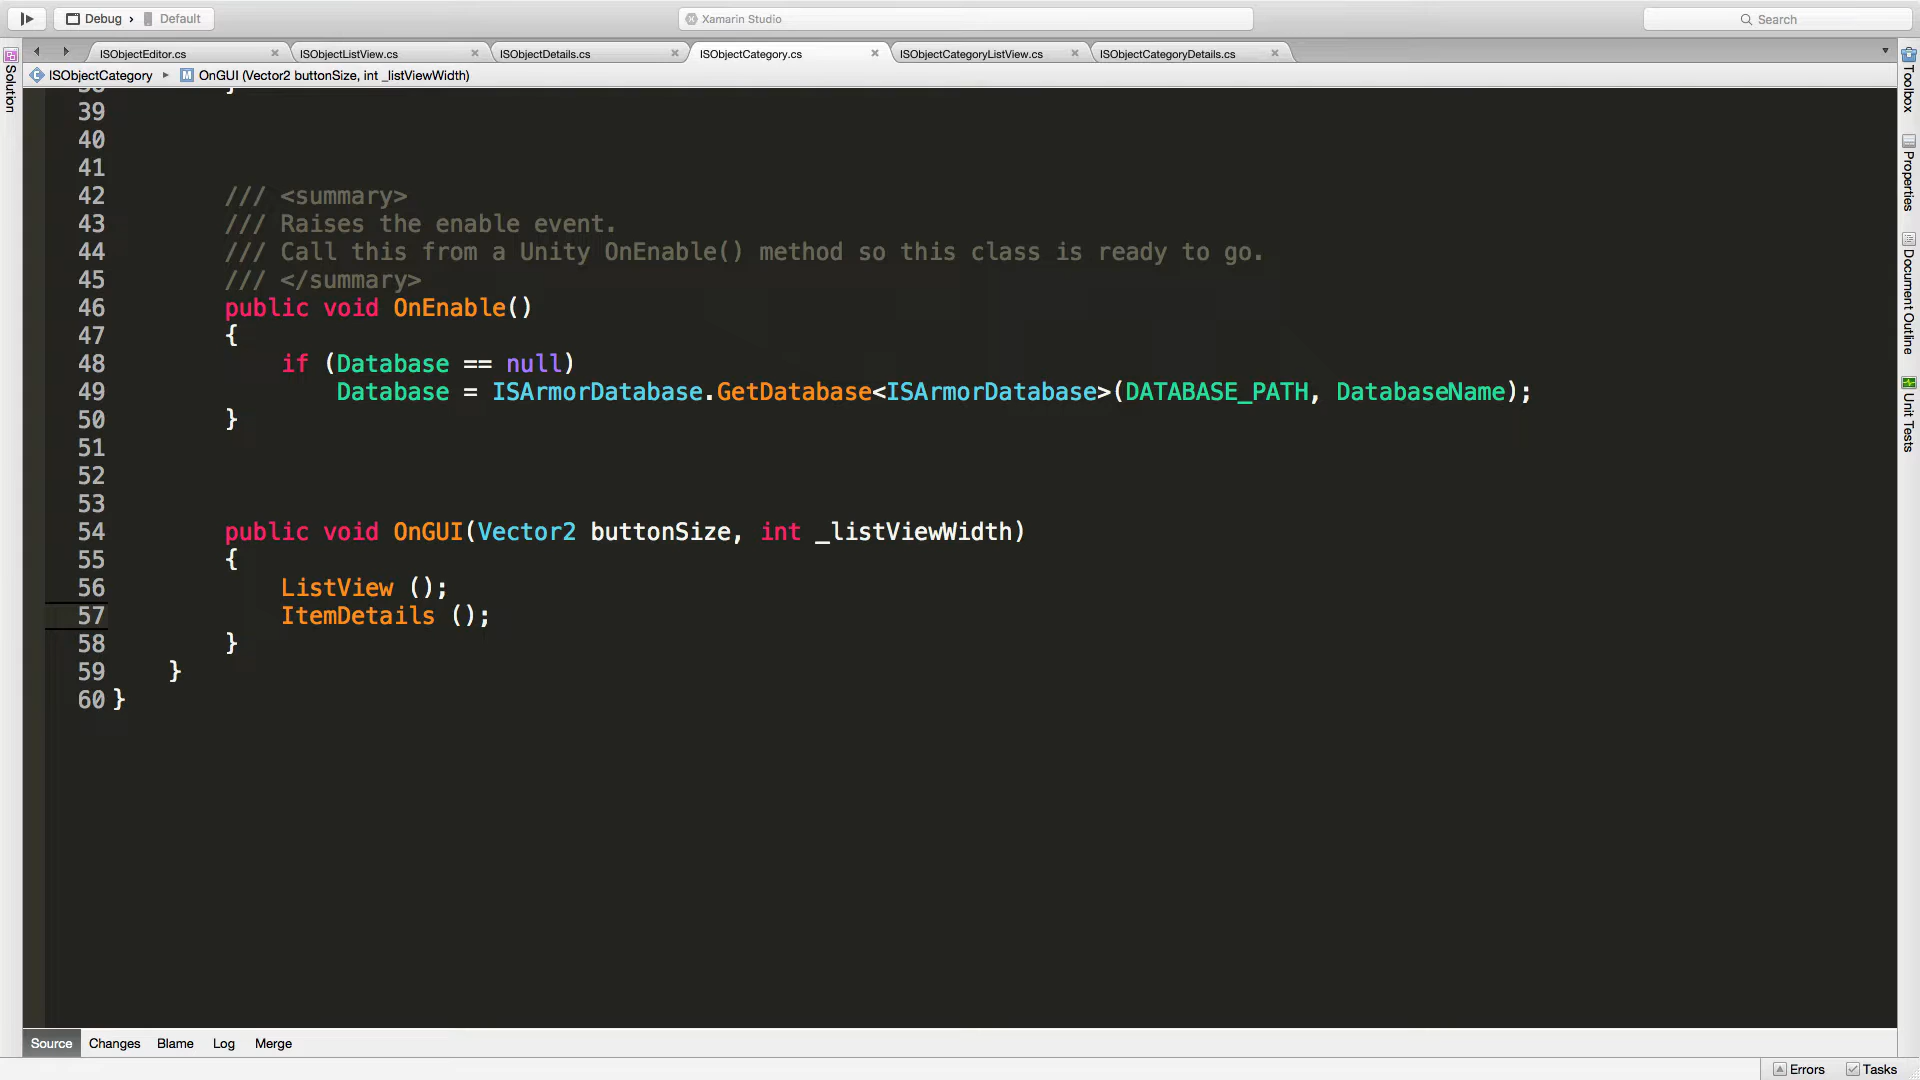 Debug › Default
Xamarin Studio
Search
ISObjectEditor.cs
ISObjectListView.cs
ISObjectDetails.cs
ISObjectCategory.cs
ISObjectCategoryListView.cs
ISObjectCategoryDetails.cs
ISObjectCategory
M OnGUI (Vector2 buttonSize, int _listViewWidth)
Solution
Toolbox
Properties
Document Outline
Unit Tests
39
40
41
42 /// <summary>
43 /// Raises the enable event.
44 /// Call this from a Unity OnEnable() method so this class is ready to go.
45 /// </summary>
46 public void OnEnable()
47 {
48 if (Database == null)
49 Database = ISArmorDatabase.GetDatabase<ISArmorDatabase>(DATABASE_PATH, DatabaseName);
50 }
51
52
53
54 public void OnGUI(Vector2 buttonSize, int _listViewWidth)
55 {
56 ListView ();
57 ItemDetails ();
58 }
59 }
60 }
Source Changes Blame Log Merge
Errors Tasks